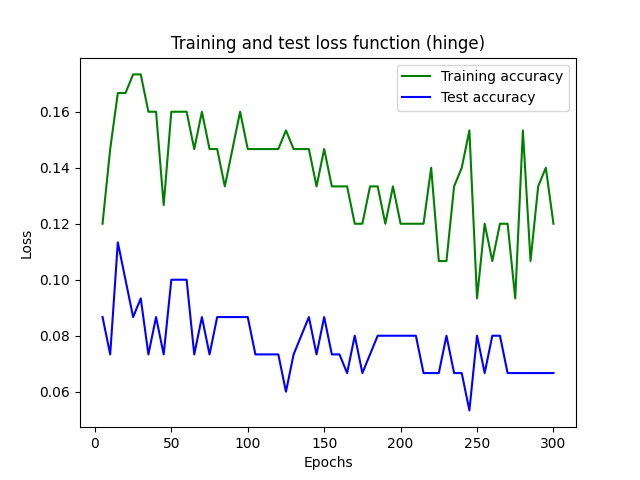 Training and test loss function (hinge)
Training accuracy
Test accuracy
0.16
0.14
0.12
0.10
0.08
0.06
Loss
0 50 100 150 200 250 300
Epochs